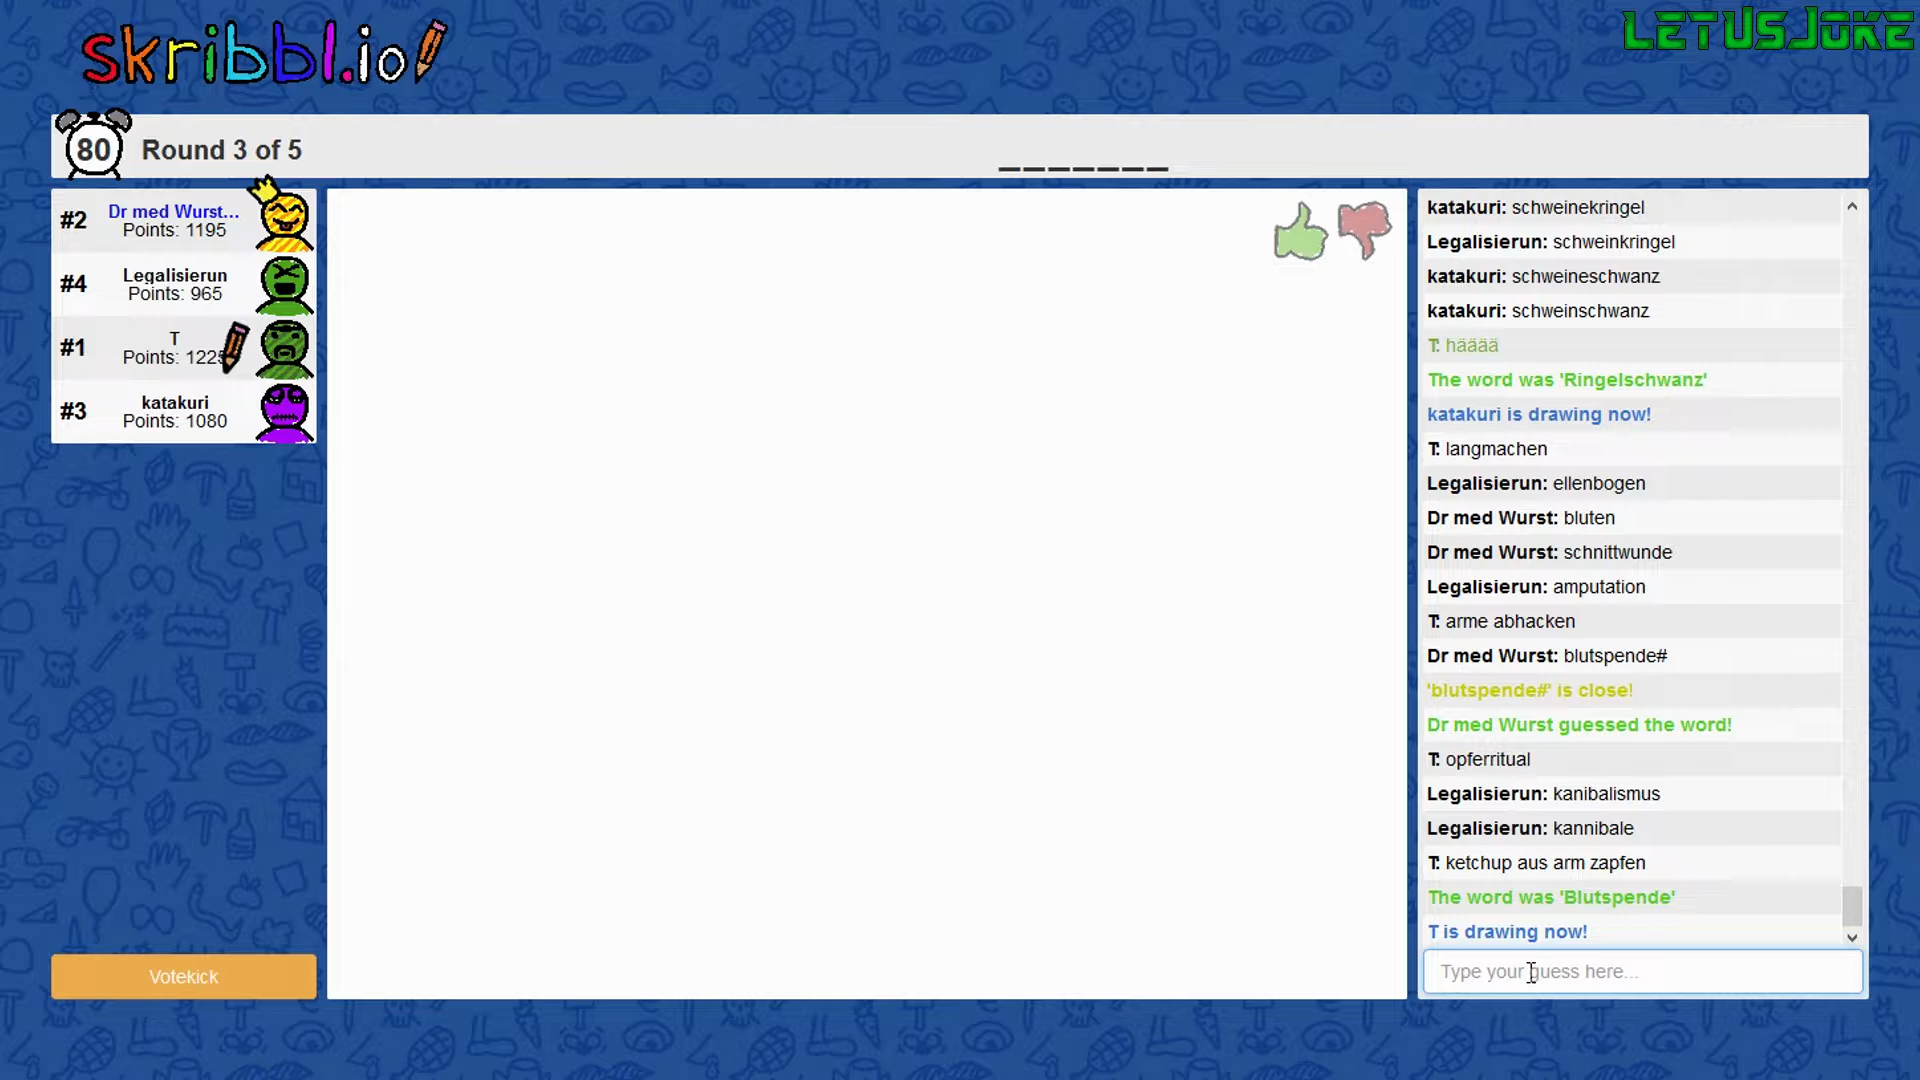 skribbl.io
LETUSJOKE
80
Round 3 of 5
_______
#2
Dr med Wurst...
Points: 1195
#4
Legalisierun
Points: 965
#1
T
Points: 1225
#3
katakuri
Points: 1080
Votekick
katakuri: schweinekringel
Legalisierun: schweinkringel
katakuri: schweineschwanz
katakuri: schweinschwanz
T: hääää
The word was 'Ringelschwanz'
katakuri is drawing now!
T: langmachen
Legalisierun: ellenbogen
Dr med Wurst: bluten
Dr med Wurst: schnittwunde
Legalisierun: amputation
T: arme abhacken
Dr med Wurst: blutspende#
'blutspende#' is close!
Dr med Wurst guessed the word!
T: opferritual
Legalisierun: kanibalismus
Legalisierun: kannibale
T: ketchup aus arm zapfen
The word was 'Blutspende'
T is drawing now!
Type your guess here...